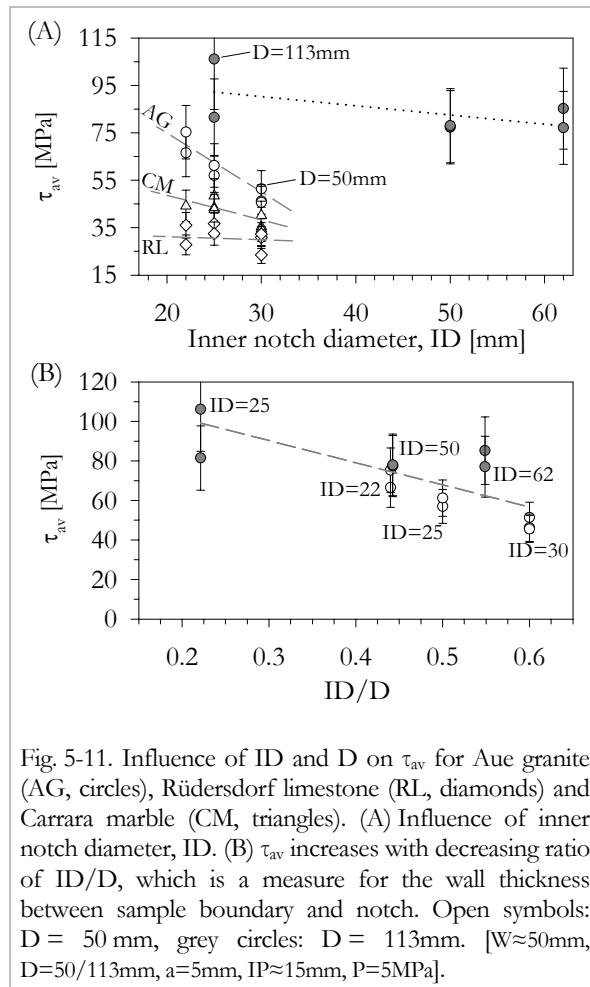 (A)
115
95
75
55
35
15
τav [MPa]
D=113mm
AG
D=50mm
CM
RL
20 30 40 50 60
Inner notch diameter, ID [mm]
(B)
120
100
80
60
40
20
0
τav [MPa]
ID=25
ID=50
ID=22
ID=62
ID=25
ID=30
0.2 0.3 0.4 0.5 0.6
ID/D
Fig. 5-11. Influence of ID and D on τav for Aue granite
(AG, circles), Rüdersdorf limestone (RL, diamonds) and
Carrara marble (CM, triangles). (A) Influence of inner
notch diameter, ID. (B) τav increases with decreasing ratio
of ID/D, which is a measure for the wall thickness
between sample boundary and notch. Open symbols:
D = 50 mm, grey circles: D = 113mm. [W≈50mm,
D=50/113mm, a=5mm, IP≈15mm, P=5MPa].